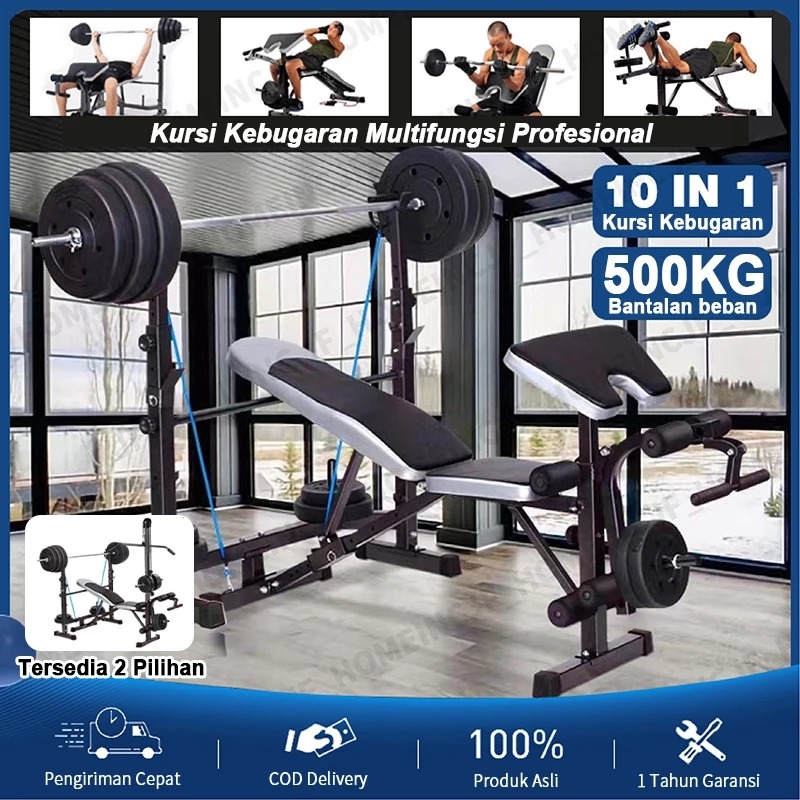 Kursi Kebugaran Multifungsi Profesional
10 IN 1
Kursi Kebugaran
500KG
Bantalan beban
Tersedia 2 Pilihan
Pengiriman Cepat
COD Delivery
100%
Produk Asli
1 Tahun Garansi